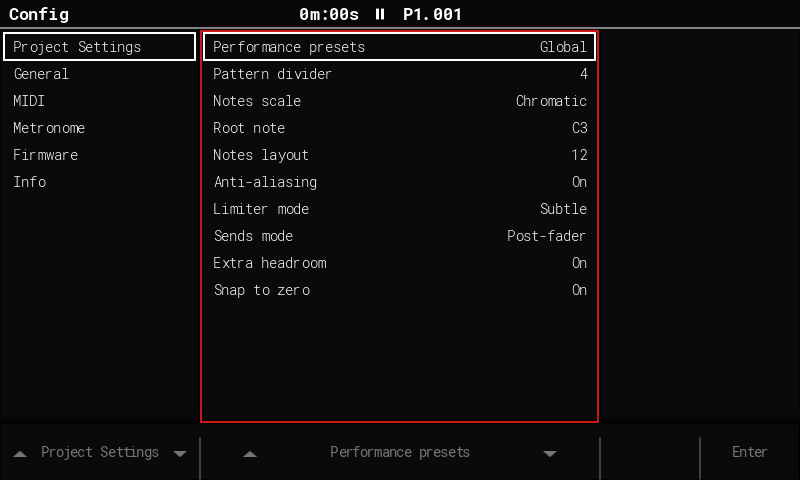 Config 0m:00s P1.001
Project Settings
General
MIDI
Metronome
Firmware
Info
Performance presets Global
Pattern divider 4
Notes scale Chromatic
Root note C3
Notes layout 12
Anti-aliasing On
Limiter mode Subtle
Sends mode Post-fader
Extra headroom On
Snap to zero On
Project Settings Performance presets Enter